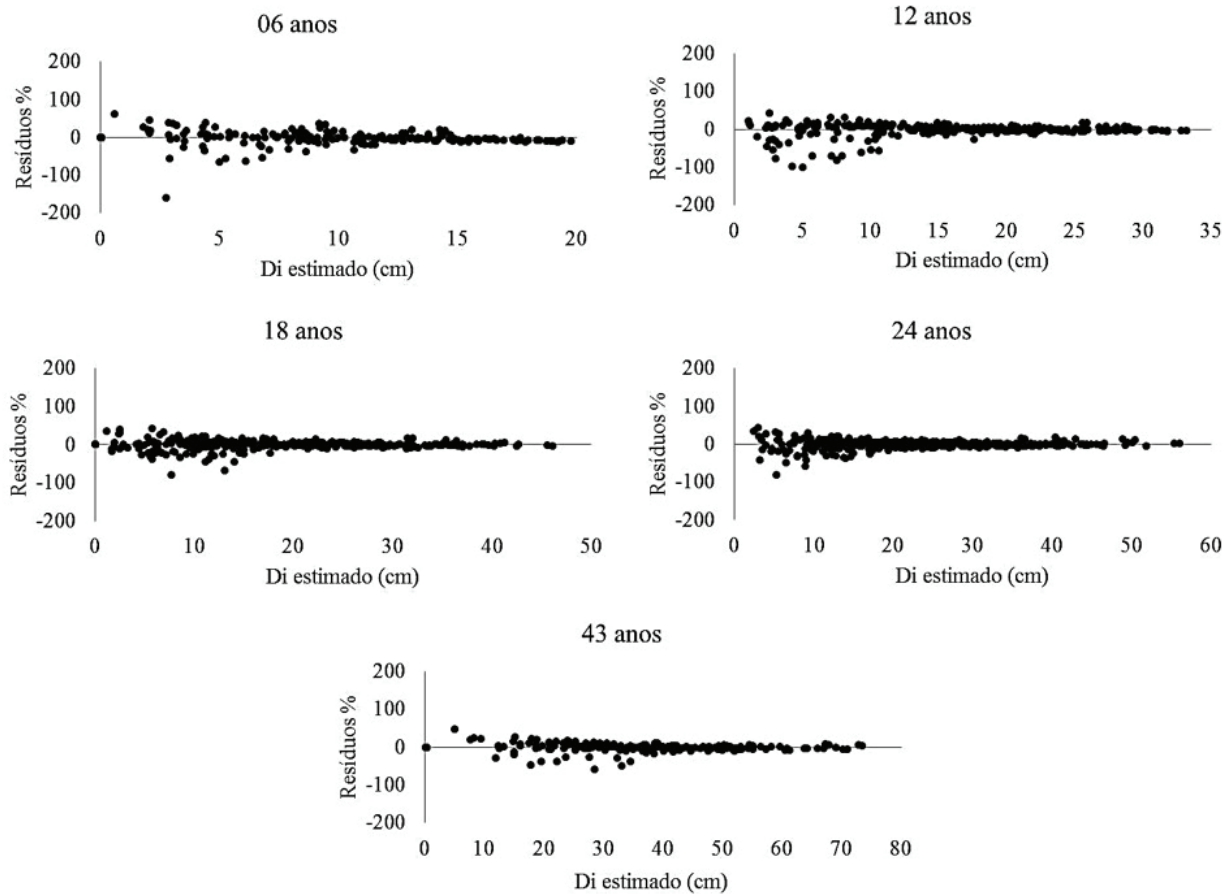 06 anos
Resíduos %
200
100
0
-100
-200
0 5 10 15 20
Di estimado (cm)
12 anos
Resíduos %
200
100
0
-100
-200
0 5 10 15 20 25 30 35
Di estimado (cm)
18 anos
Resíduos %
200
100
0
-100
-200
0 10 20 30 40 50
Di estimado (cm)
24 anos
Resíduos %
200
100
0
-100
-200
0 10 20 30 40 50 60
Di estimado (cm)
43 anos
Resíduos %
200
100
0
-100
-200
0 10 20 30 40 50 60 70 80
Di estimado (cm)